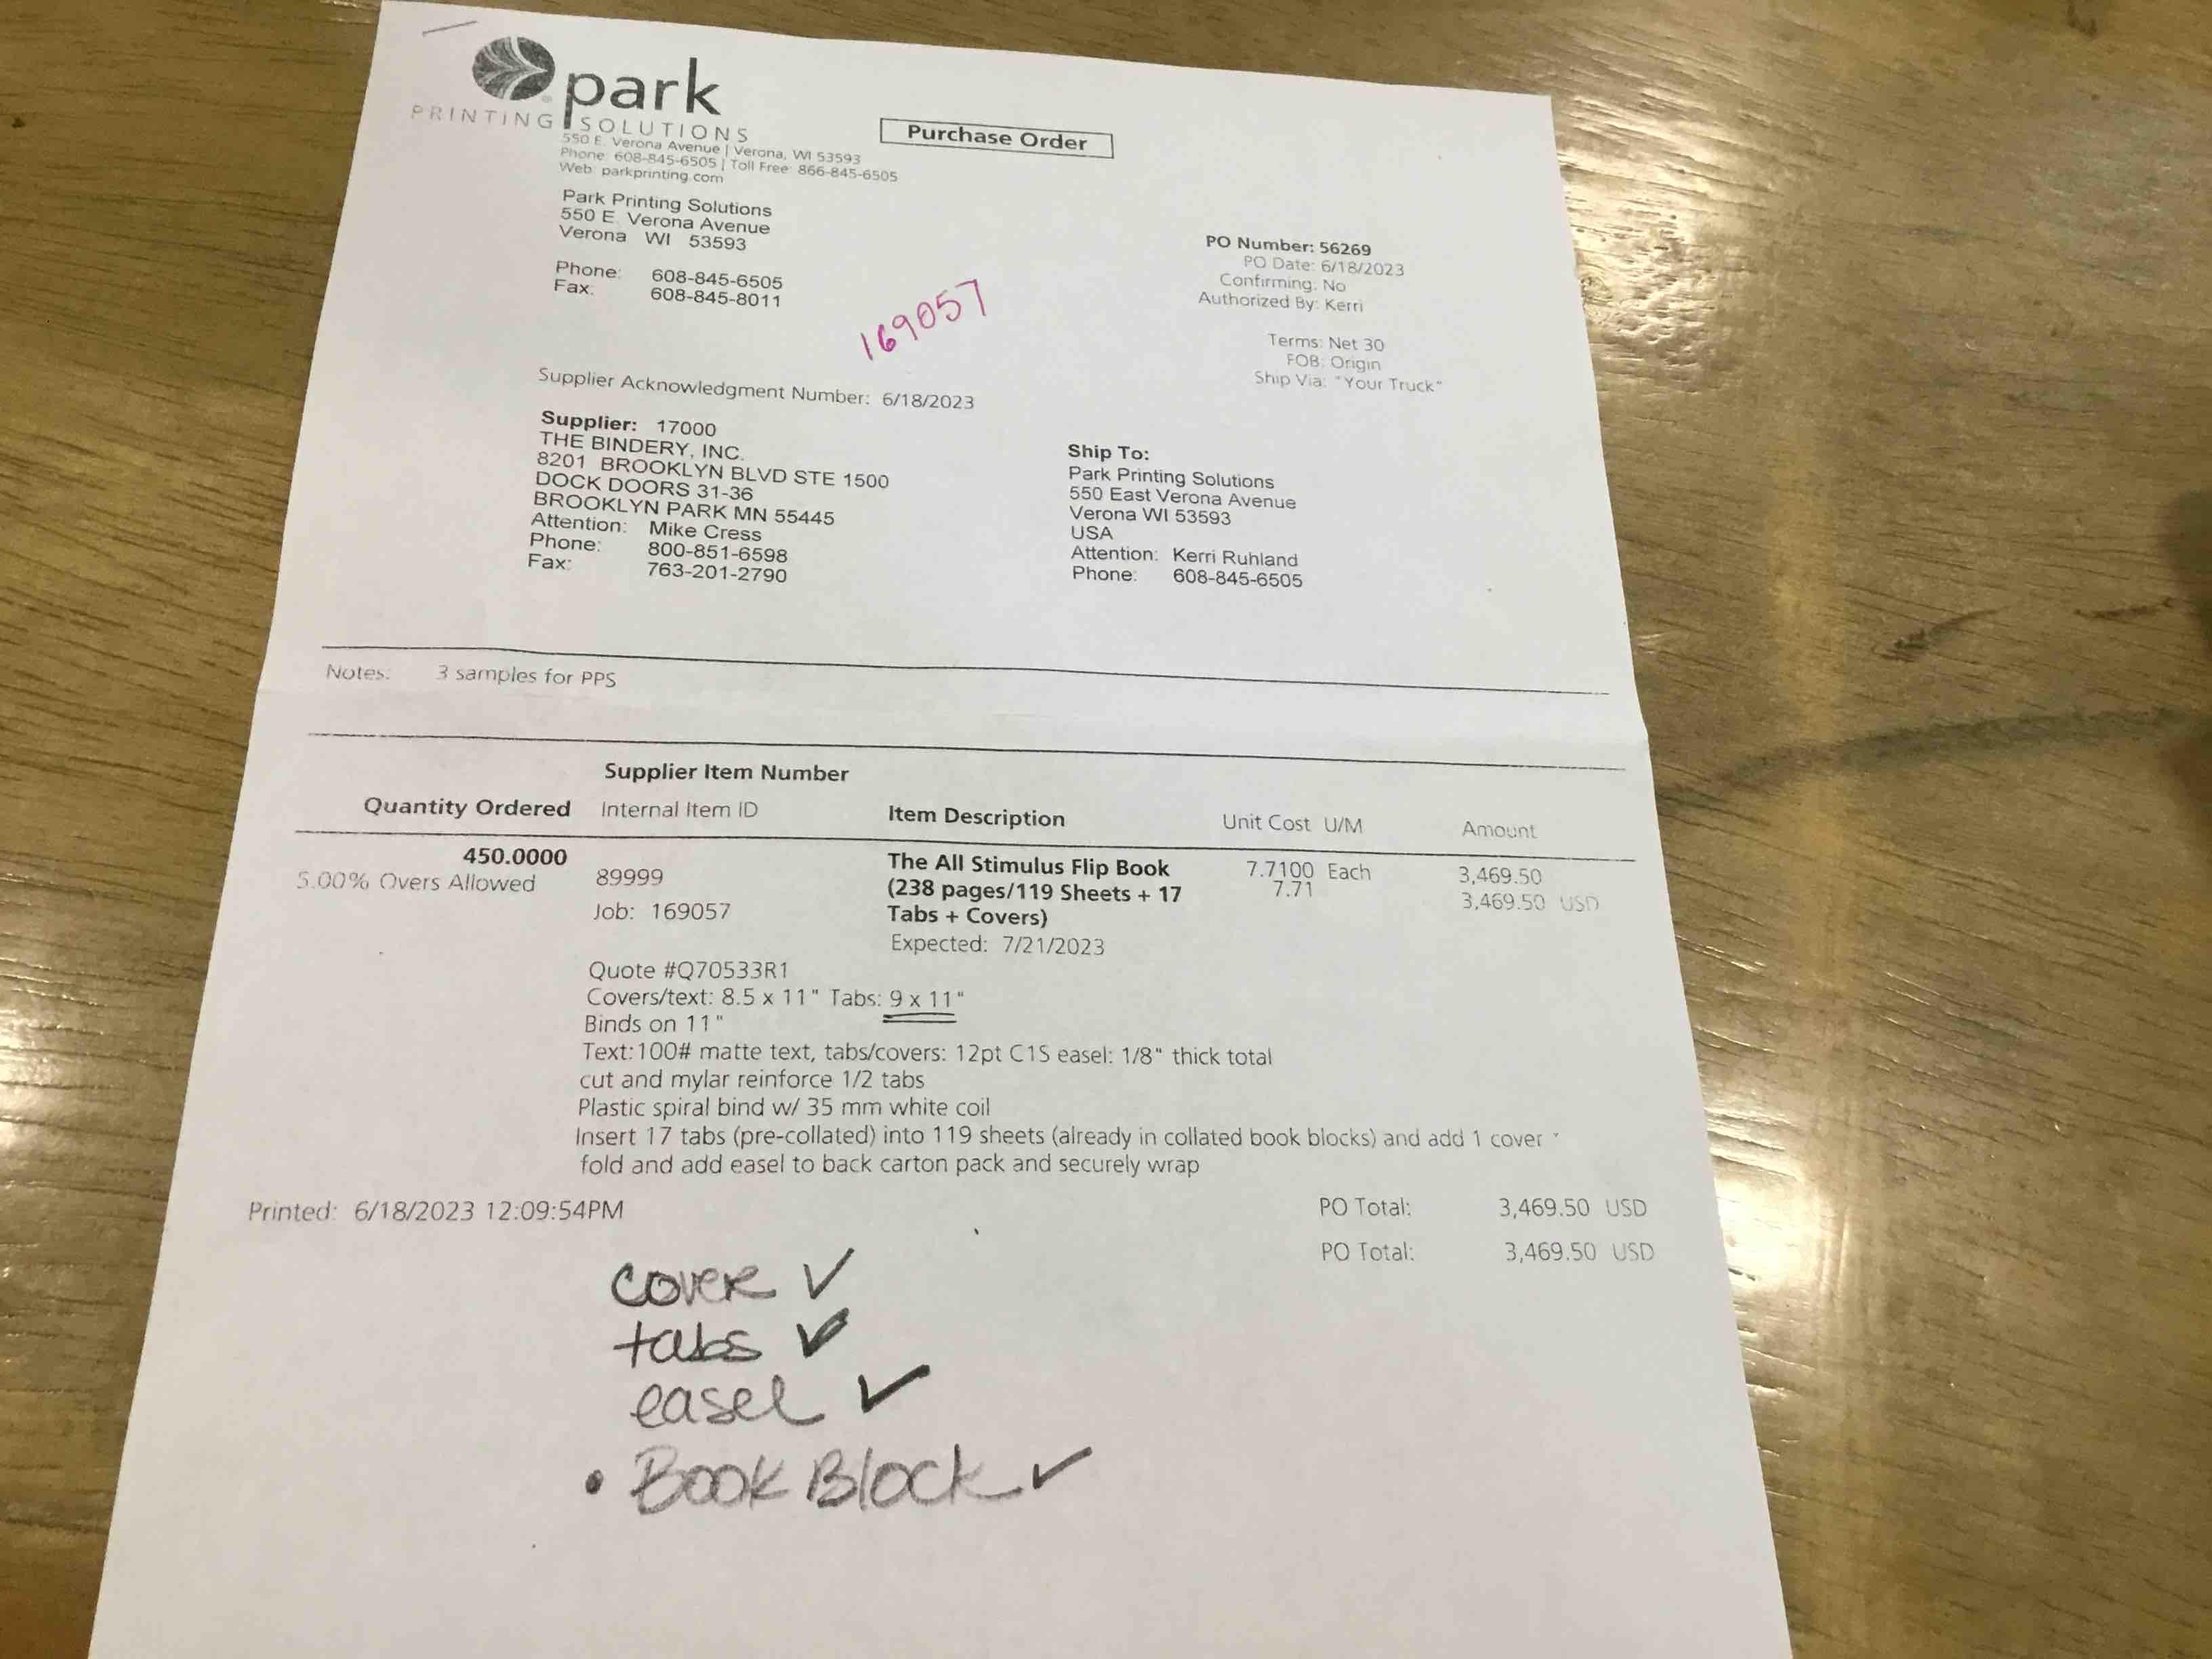 park
PRINTING SOLUTIONS
550 E. Verona Avenue | Verona, WI 53593
Phone: 608-845-6505 | Toll Free: 866-845-6505
Web: parkprinting.com
Purchase Order
Park Printing Solutions
550 E. Verona Avenue
Verona WI 53593
Phone: 608-845-6505
Fax: 608-845-8011
PO Number: 56269
PO Date: 6/18/2023
Confirming: No
Authorized By: Kerri
169057
Terms: Net 30
FOB: Origin
Ship Via: "Your Truck"
Supplier Acknowledgment Number: 6/18/2023
Supplier: 17000
THE BINDERY, INC.
8201 BROOKLYN BLVD STE 1500
DOCK DOORS 31-36
BROOKLYN PARK MN 55445
Attention: Mike Cress
Phone: 800-851-6598
Fax: 763-201-2790
Ship To:
Park Printing Solutions
550 East Verona Avenue
Verona WI 53593
USA
Attention: Kerri Ruhland
Phone: 608-845-6505
Notes: 3 samples for PPS
Supplier Item Number
Quantity Ordered Internal Item ID Item Description Unit Cost U/M Amount
450.0000 The All Stimulus Flip Book 7.7100 Each 3,469.50
5.00% Overs Allowed 89999 (238 pages/119 Sheets + 17 7.71 3,469.50 USD
Job: 169057 Tabs + Covers)
Expected: 7/21/2023
Quote #Q70533R1
Covers/text: 8.5 x 11" Tabs: 9 x 11"
Binds on 11"
Text:100# matte text, tabs/covers: 12pt C1S easel: 1/8" thick total
cut and mylar reinforce 1/2 tabs
Plastic spiral bind w/ 35 mm white coil
Insert 17 tabs (pre-collated) into 119 sheets (already in collated book blocks) and add 1 cover
fold and add easel to back carton pack and securely wrap
Printed: 6/18/2023 12:09:54PM PO Total: 3,469.50 USD
PO Total: 3,469.50 USD
cover ✓
tabs ✓
easel ✓
• Book Block ✓